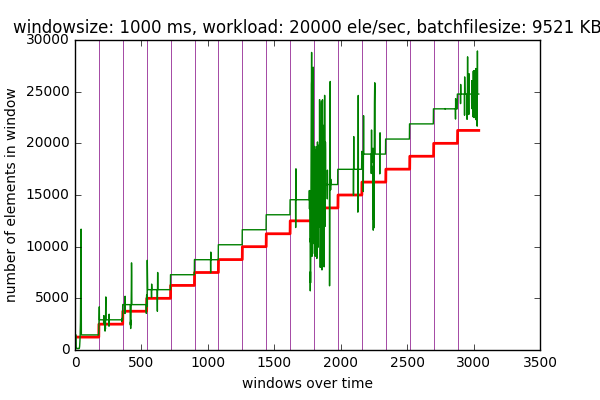 windowsize: 1000 ms, workload: 20000 ele/sec, batchfilesize: 9521 KB
30000
25000
20000
15000
10000
5000
0
number of elements in window
0 500 1000 1500 2000 2500 3000 3500
windows over time